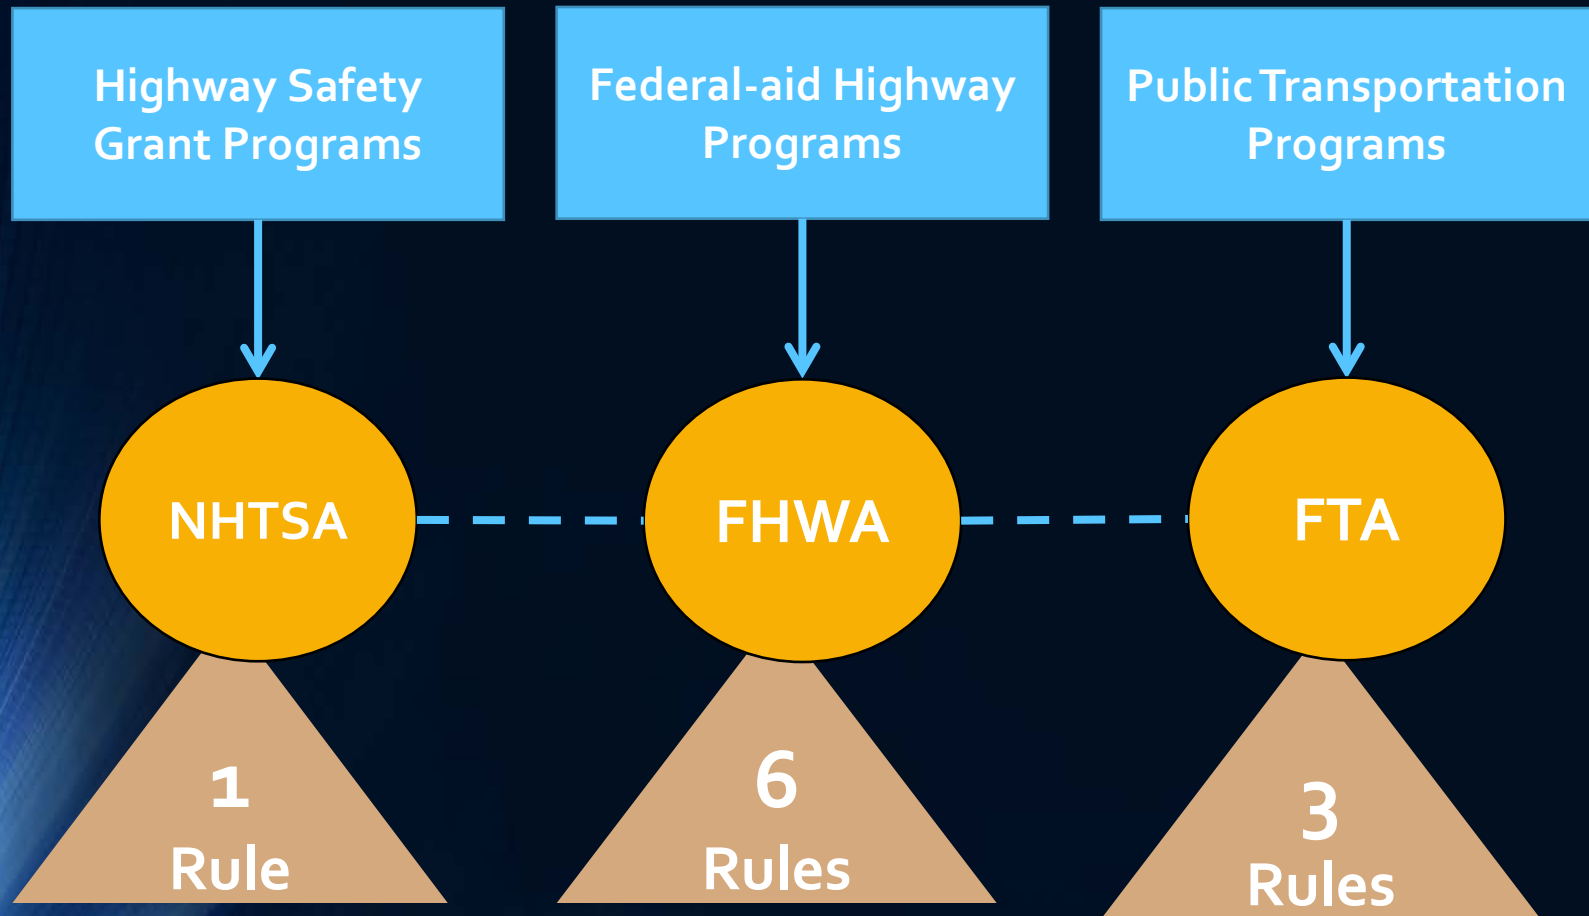 Highway Safety
Grant Programs
Federal-aid Highway
Programs
Public Transportation
Programs
NHTSA
FHWA
FTA
1
Rule
6
Rules
3
Rules